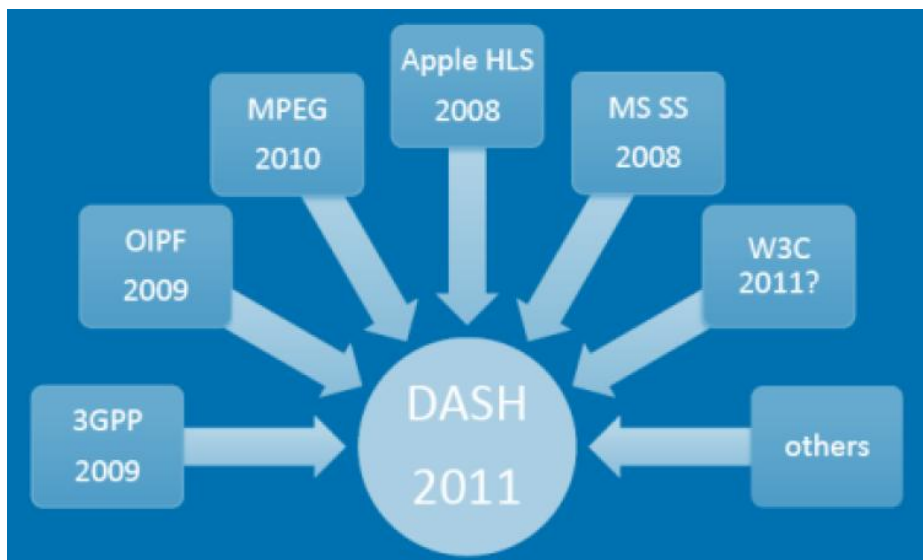 Apple HLS
2008
MPEG
2010
MS SS
2008
OIPF
2009
W3C
2011?
3GPP
2009
DASH
2011
others